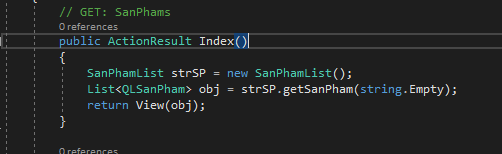 // GET: SanPhams
0 references
public ActionResult Index()
{
SanPhamList strSP = new SanPhamList();
List<QLSanPham> obj = strSP.getSanPham(string.Empty);
return View(obj);
}
0 references